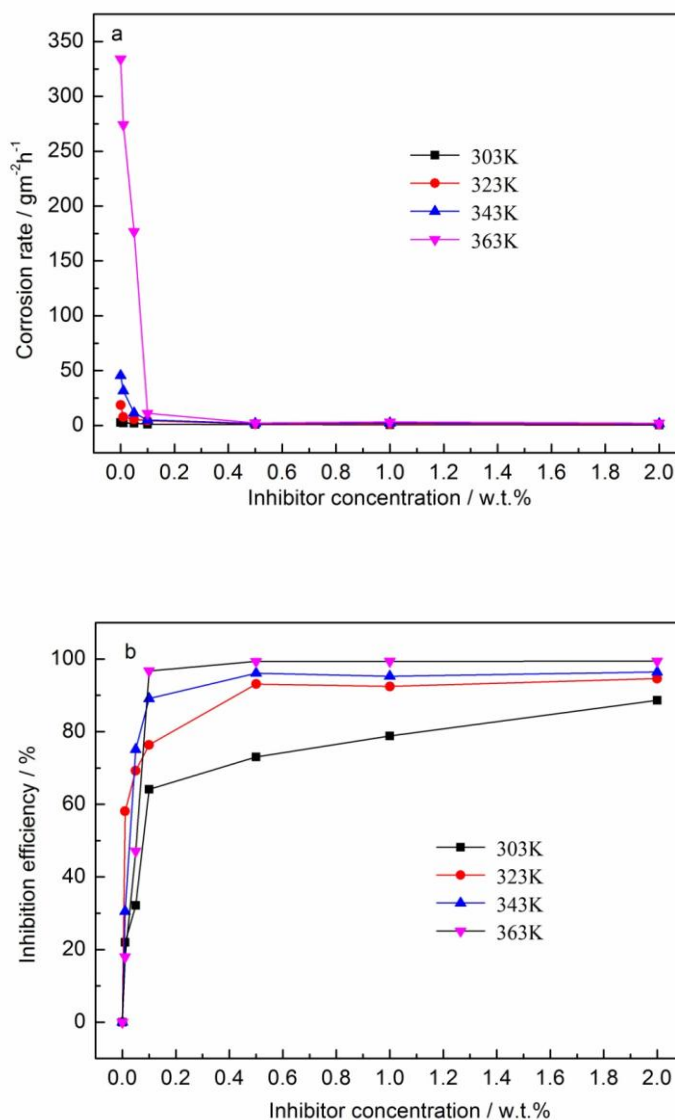 a
350
300
250
200
150
100
50
0
Corrosion rate / gm⁻²h⁻¹
303K
323K
343K
363K
0.0 0.2 0.4 0.6 0.8 1.0 1.2 1.4 1.6 1.8 2.0
Inhibitor concentration / w.t.%
b
100
80
60
40
20
0
Inhibition efficiency / %
303K
323K
343K
363K
0.0 0.2 0.4 0.6 0.8 1.0 1.2 1.4 1.6 1.8 2.0
Inhibitor concentration / w.t.%